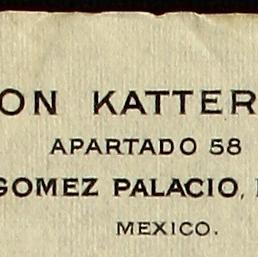 ON KATTER
APARTADO 58
GOMEZ PALACIO,
MEXICO.